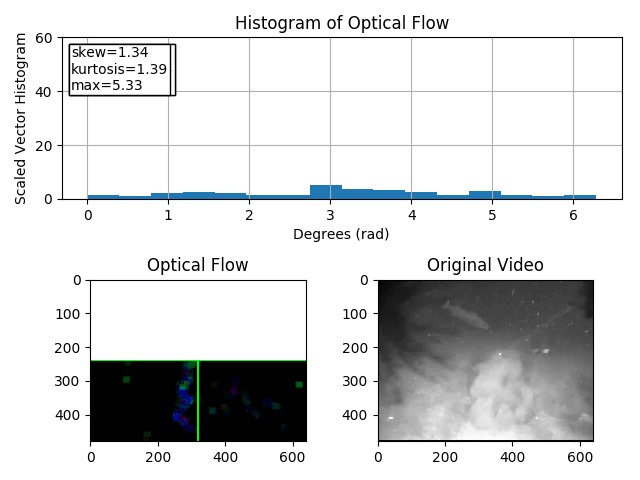 Histogram of Optical Flow
skew=1.34
kurtosis=1.39
max=5.33
Scaled Vector Histogram
60
40
20
0
0 1 2 3 4 5 6
Degrees (rad)
Optical Flow
0
100
200
300
400
0 200 400 600
Original Video
0
100
200
300
400
0 200 400 600